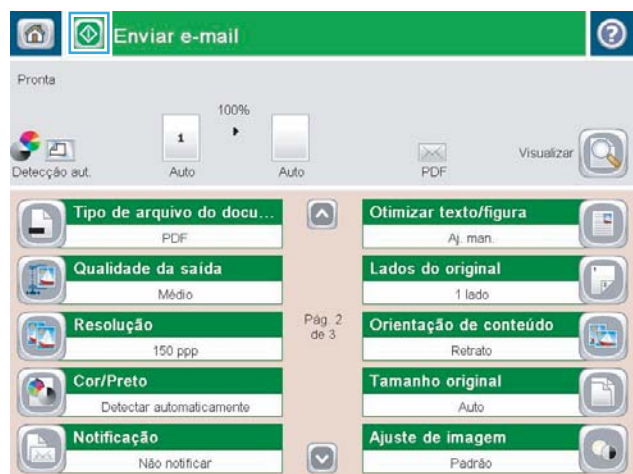 Enviar e-mail
?
Pronta
100%
1
Detecção aut.
Auto
Auto
PDF
Visualizar
Tipo de arquivo do docu...
PDF
Qualidade da saída
Médio
Resolução
150 ppp
Cor/Preto
Detectar automaticamente
Notificação
Não notificar
Pág. 2
de 3
Otimizar texto/figura
Aj. man.
Lados do original
1 lado
Orientação de conteúdo
Retrato
Tamanho original
Auto
Ajuste de imagem
Padrão